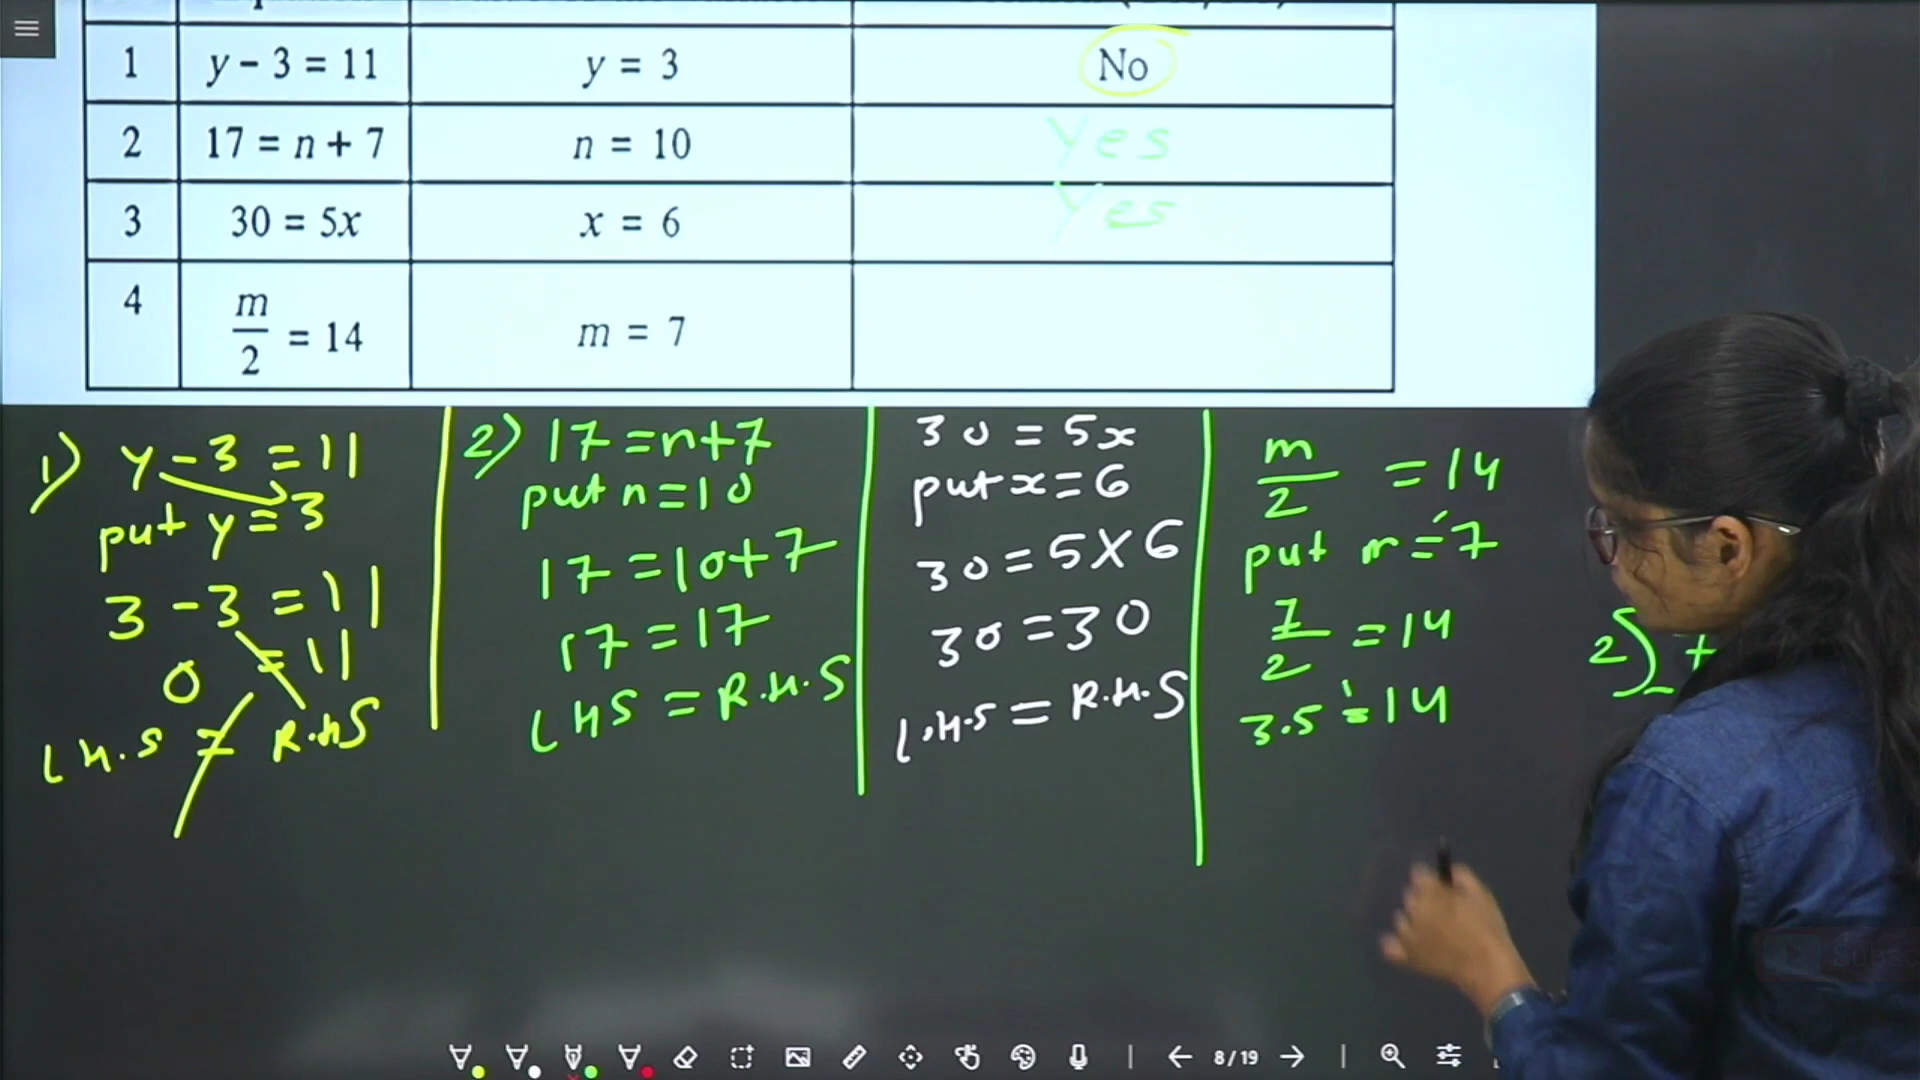 1 y − 3 = 11 y = 3 No
2 17 = n + 7 n = 10 Yes
3 30 = 5x x = 6 Yes
4 m/2 = 14 m = 7
1) y − 3 = 11
put y = 3
3 − 3 = 11
0 = 11
L H.S ≠ R.H.S
2) 17 = n + 7
put n = 10
17 = 10 + 7
17 = 17
LHS = R.H.S
30 = 5x
put x = 6
30 = 5 × 6
30 = 30
L.H.S = R.H.S
m/2 = 14
put m = 7
7/2 = 14
3.5 = 14
2) +
8/19